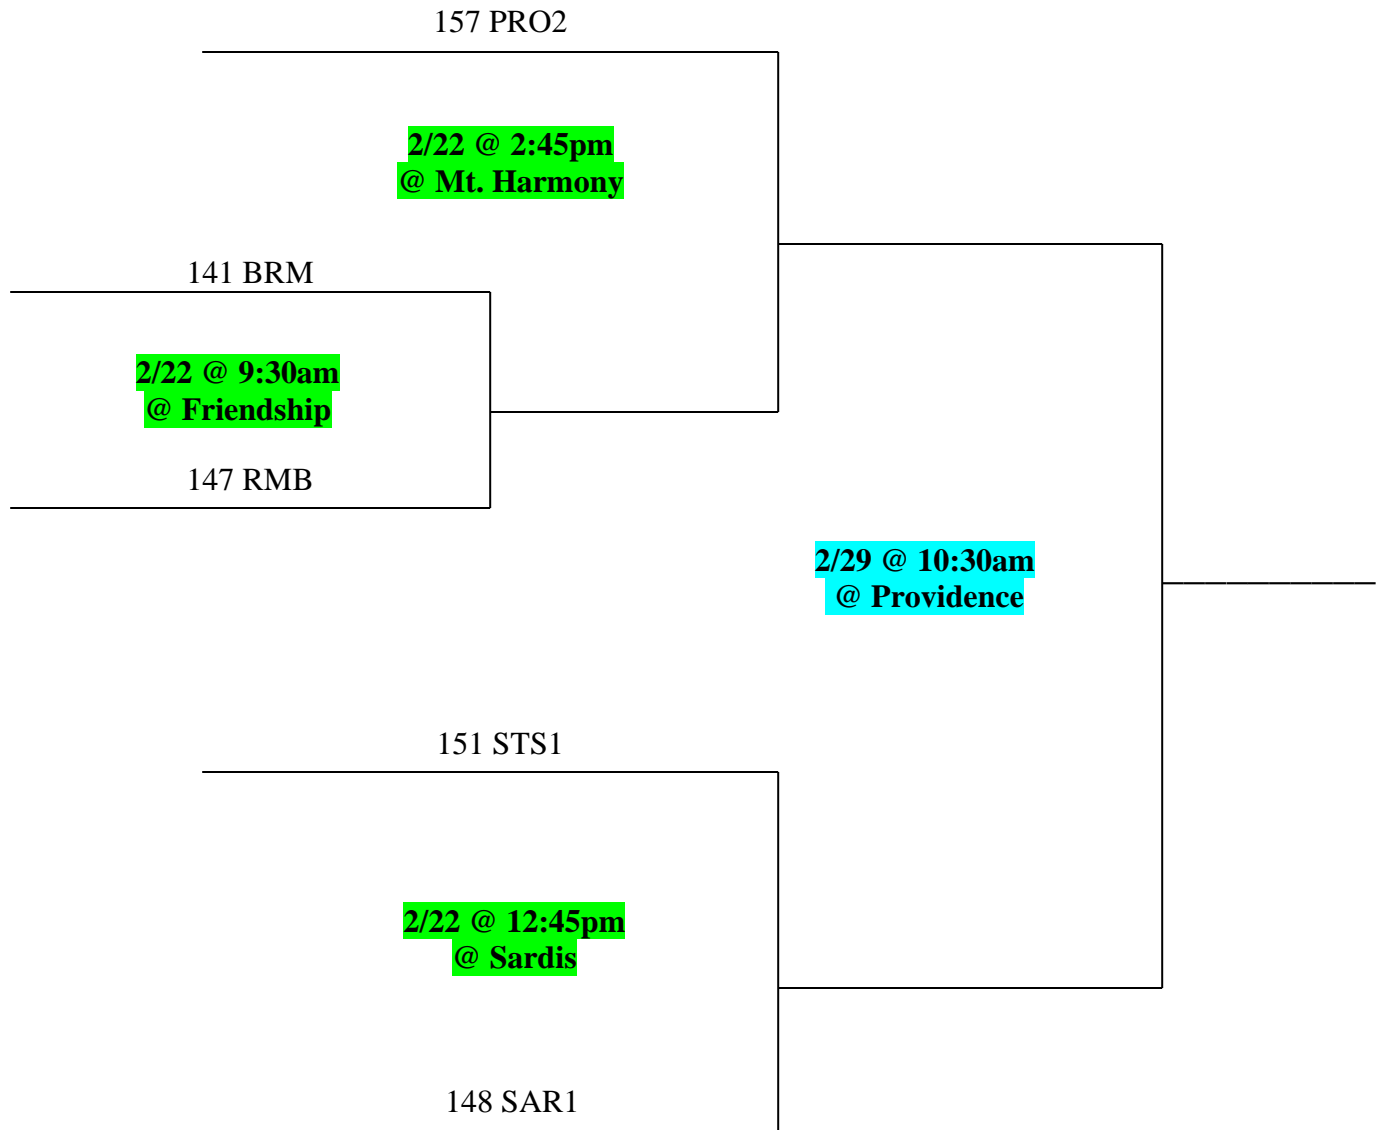 157 PRO2
2/22 @ 2:45pm
@ Mt. Harmony
141 BRM
2/22 @ 9:30am
@ Friendship
147 RMB
2/29 @ 10:30am
@ Providence
151 STS1
2/22 @ 12:45pm
@ Sardis
148 SAR1